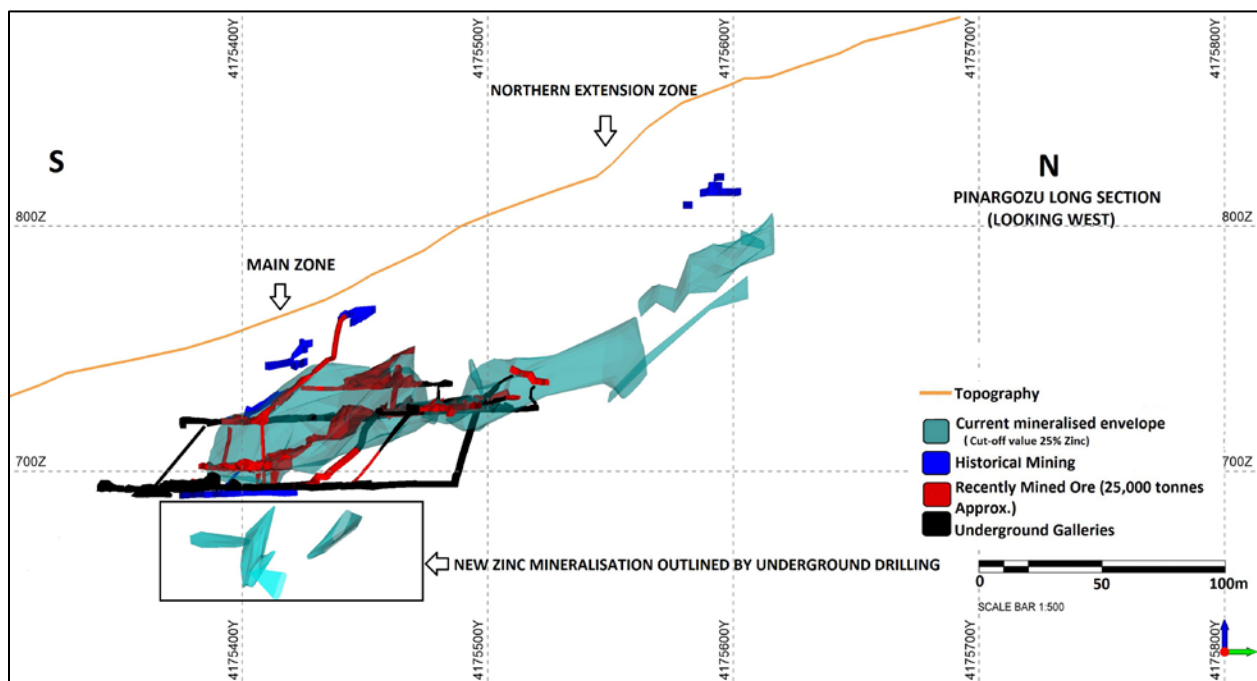 4175400Y
4175500Y
4175600Y
4175700Y
4175800Y
NORTHERN EXTENSION ZONE
S
N
PINARGOZU LONG SECTION
(LOOKING WEST)
800Z
800Z
MAIN ZONE
Topography
Current mineralised envelope
( Cut-off value 25% Zinc)
Historical Mining
Recently Mined Ore (25,000 tonnes
Approx.)
Underground Galleries
700Z
700Z
NEW ZINC MINERALISATION OUTLINED BY UNDERGROUND DRILLING
0 50 100m
SCALE BAR 1:500
4175400Y
4175500Y
4175600Y
4175700Y
4175800Y